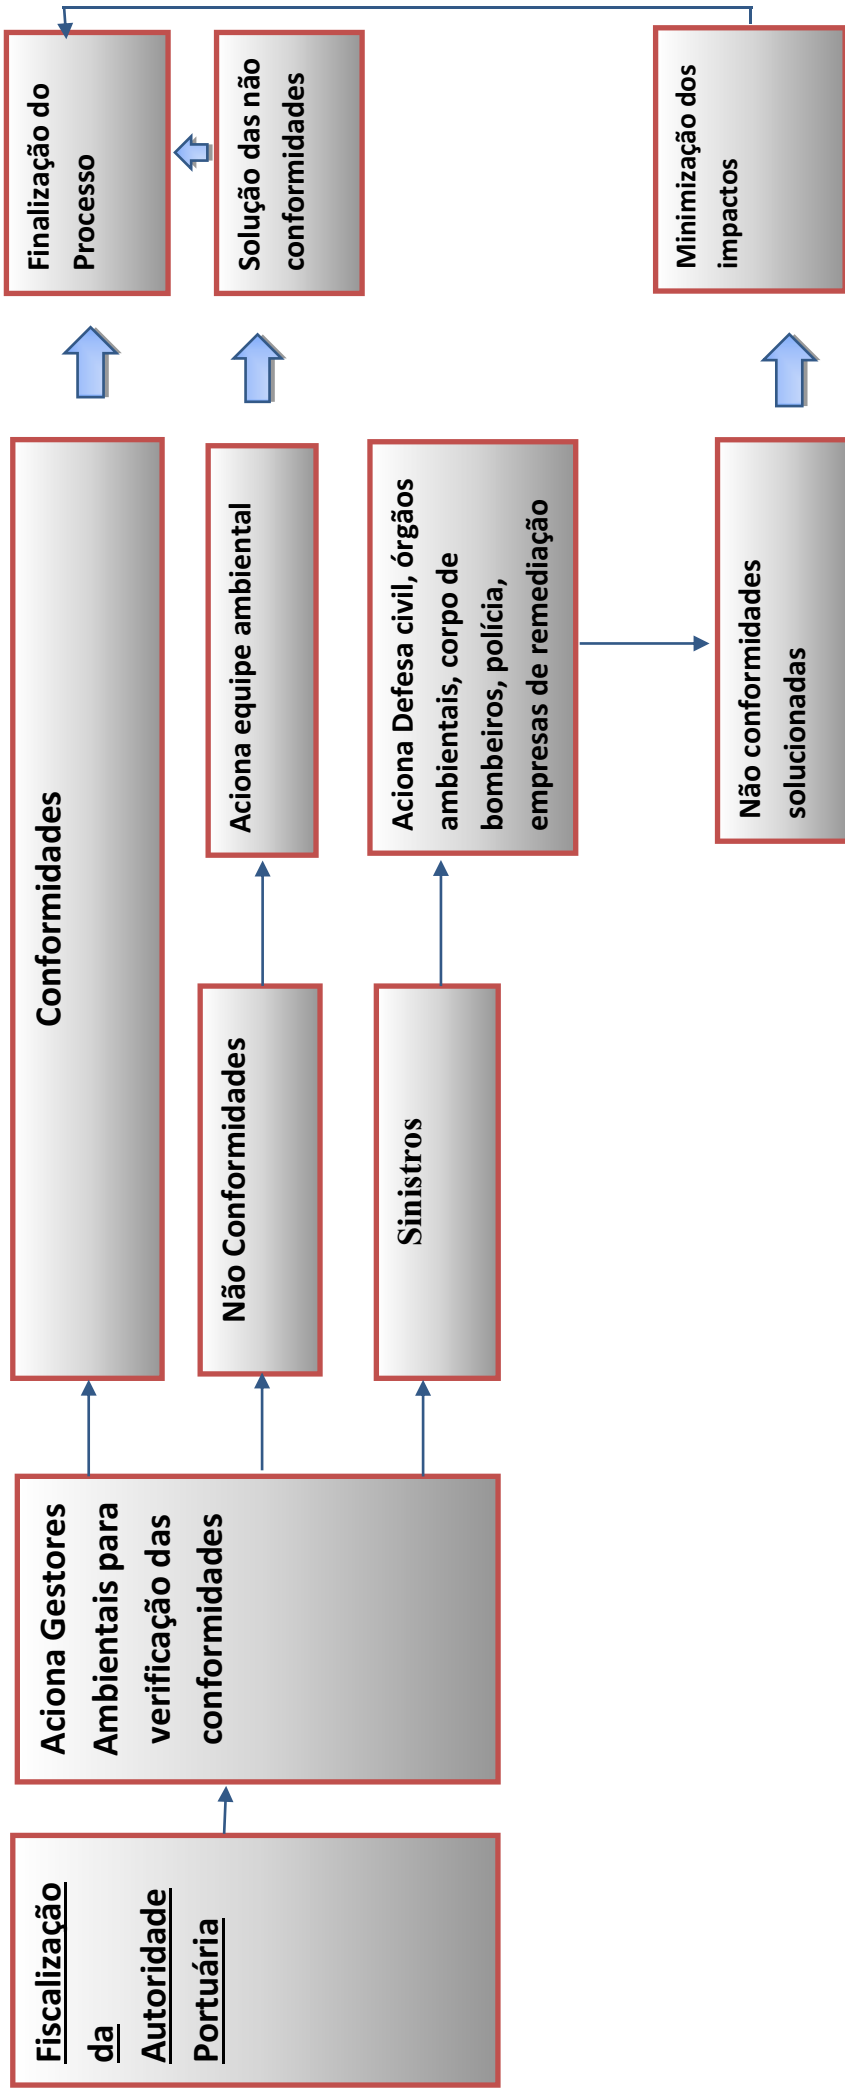 Fiscalização
da
Autoridade
Portuária
Aciona Gestores
Ambientais para
verificação das
conformidades
Conformidades
Não Conformidades
Sinistros
Aciona equipe ambiental
Aciona Defesa civil, órgãos
ambientais, corpo de
bombeiros, polícia,
empresas de remediação
Não conformidades
solucionadas
Finalização do
Processo
Solução das não
conformidades
Minimização dos
impactos